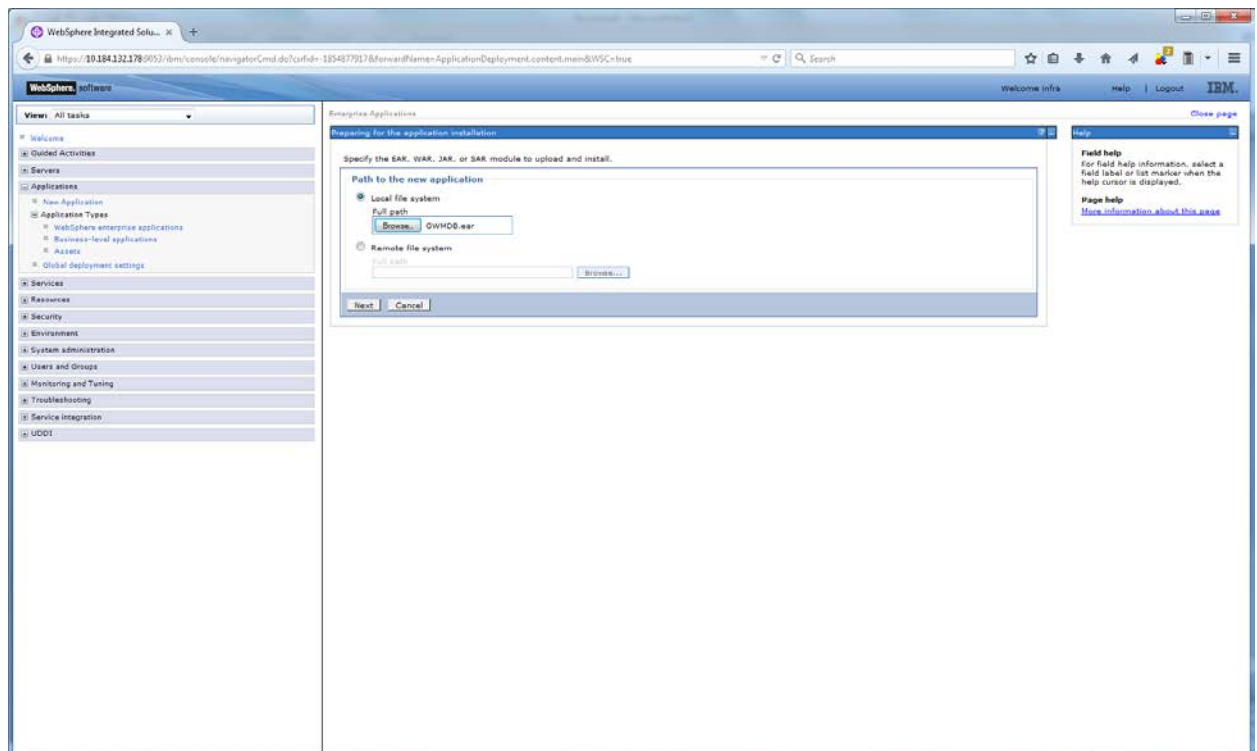 WebSphere Integrated Solu... × +
https://10.184.132.178:9053/ibm/console/navigatorCmd.do?csrfid=-1854877917&forwardName=ApplicationDeployment.content.main&WSC=true
Search
WebSphere. software
Welcome infra Help | Logout IBM.
View: All tasks
Welcome
Guided Activities
Servers
Applications
New Application
Application Types
WebSphere enterprise applications
Business-level applications
Assets
Global deployment settings
Services
Resources
Security
Environment
System administration
Users and Groups
Monitoring and Tuning
Troubleshooting
Service integration
UDDI
Enterprise Applications
Close page
Preparing for the application installation ? -
Specify the EAR, WAR, JAR, or SAR module to upload and install.
Path to the new application
Local file system
Full path
Browse.. GWMDB.ear
Remote file system
Full path
Browse...
Next Cancel
Help
Field help
For field help information, select a
field label or list marker when the
help cursor is displayed.
Page help
More information about this page